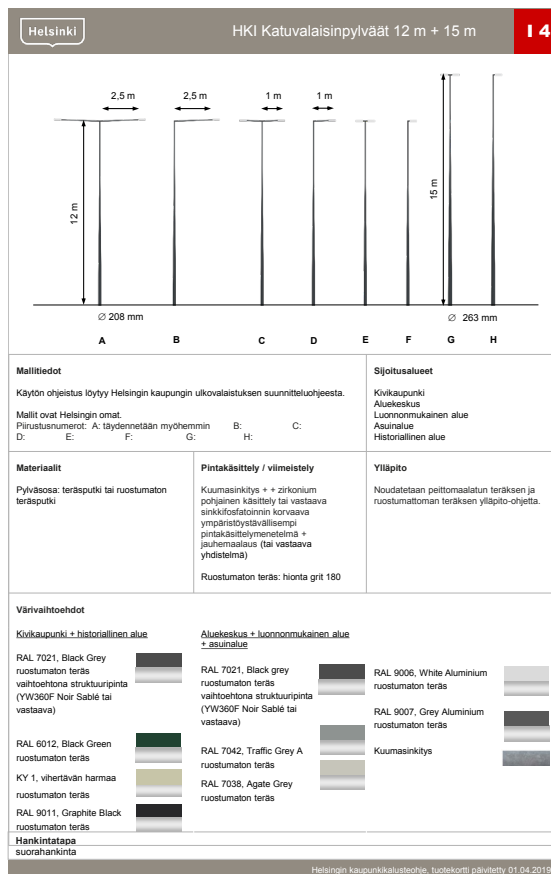 Helsinki
HKI Katuvalaisinpylväät 12 m + 15 m
I 4
2,5 m
2,5 m
1 m
1 m
12 m
15 m
∅ 208 mm
∅ 263 mm
A B C D E F G H
Mallitiedot
Käytön ohjeistus löytyy Helsingin kaupungin ulkovalaistuksen suunnitteluohjeesta.
Mallit ovat Helsingin omat.
Piirustusnumerot: A: täydennetään myöhemmin B: C:
D: E: F: G: H:
Sijoitusalueet
Kivikaupunki
Aluekeskus
Luonnonmukainen alue
Asuinalue
Historiallinen alue
Materiaalit
Pylväsosa: teräsputki tai ruostumaton
teräsputki
Pintakäsittely / viimeistely
Kuumasinkitys + + zirkonium
pohjainen käsittely tai vastaava
sinkkifosfatoinnin korvaava
ympäristöystävällisempi
pintakäsittelymenetelmä +
jauhemaalaus (tai vastaava
yhdistelmä)
Ruostumaton teräs: hionta grit 180
Ylläpito
Noudatetaan peittomaalatun teräksen ja
ruostumattoman teräksen ylläpito-ohjetta.
Värivaihtoehdot
Kivikaupunki + historiallinen alue
RAL 7021, Black Grey
ruostumaton teräs
vaihtoehtona struktuuripinta
(YW360F Noir Sablé tai
vastaava)
RAL 6012, Black Green
ruostumaton teräs
KY 1, vihertävän harmaa
ruostumaton teräs
RAL 9011, Graphite Black
ruostumaton teräs
Aluekeskus + luonnonmukainen alue
+ asuinalue
RAL 7021, Black grey
ruostumaton teräs
vaihtoehtona struktuuripinta
(YW360F Noir Sablé tai
vastaava)
RAL 7042, Traffic Grey A
ruostumaton teräs
RAL 7038, Agate Grey
ruostumaton teräs
RAL 9006, White Aluminium
ruostumaton teräs
RAL 9007, Grey Aluminium
ruostumaton teräs
Kuumasinkitys
Hankintatapa
suorahankinta
Helsingin kaupunkikalusteohje, tuotekortti päivitetty 01.04.2019